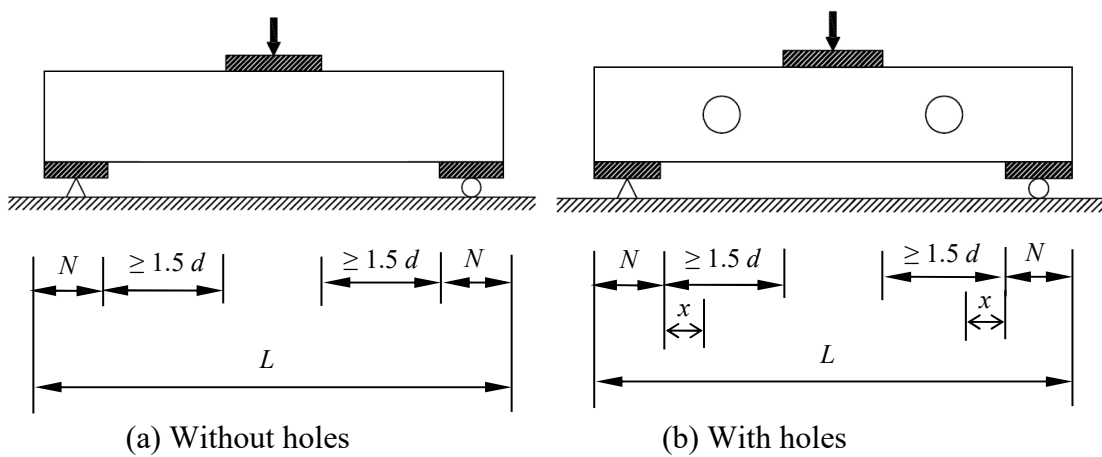 N ≥ 1.5 d ≥ 1.5 d N
x x
L
(a) Without holes
N ≥ 1.5 d ≥ 1.5 d N
x x
L
(b) With holes